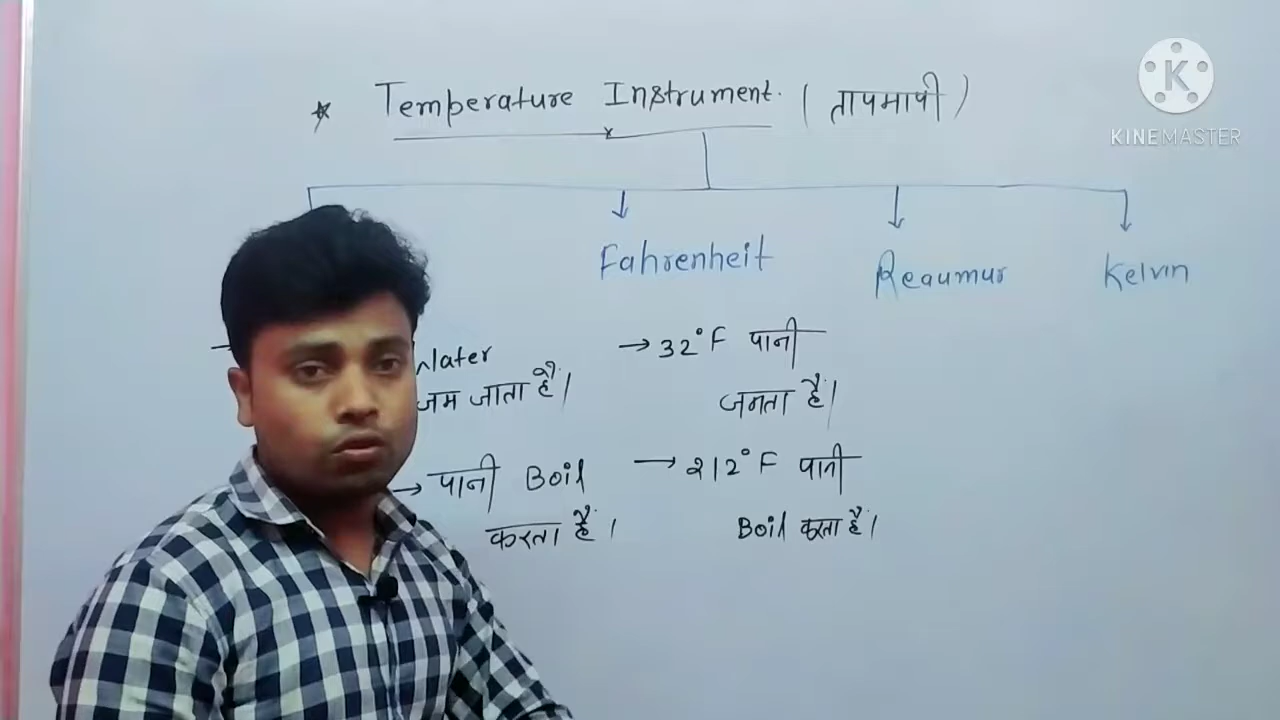 * Temperature Instrument. (तापमापी)
Fahrenheit
Reaumur
Kelvin
Water
जम जाता है।
→ पानी Boil
करता है।
→ 32°F पानी
जमता है।
→ 212°F पानी
Boil करता है।
K
KINEMASTER